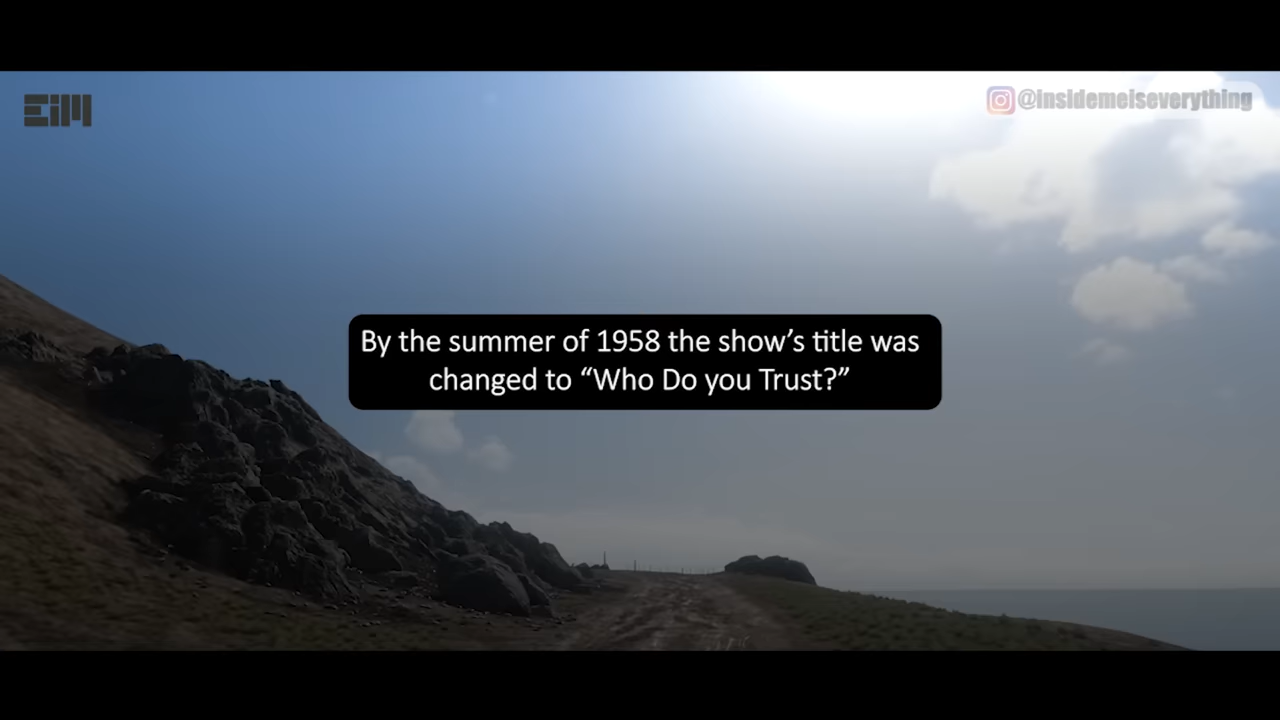 EiM
@insidemeiseverything
By the summer of 1958 the show’s title was
changed to “Who Do you Trust?”